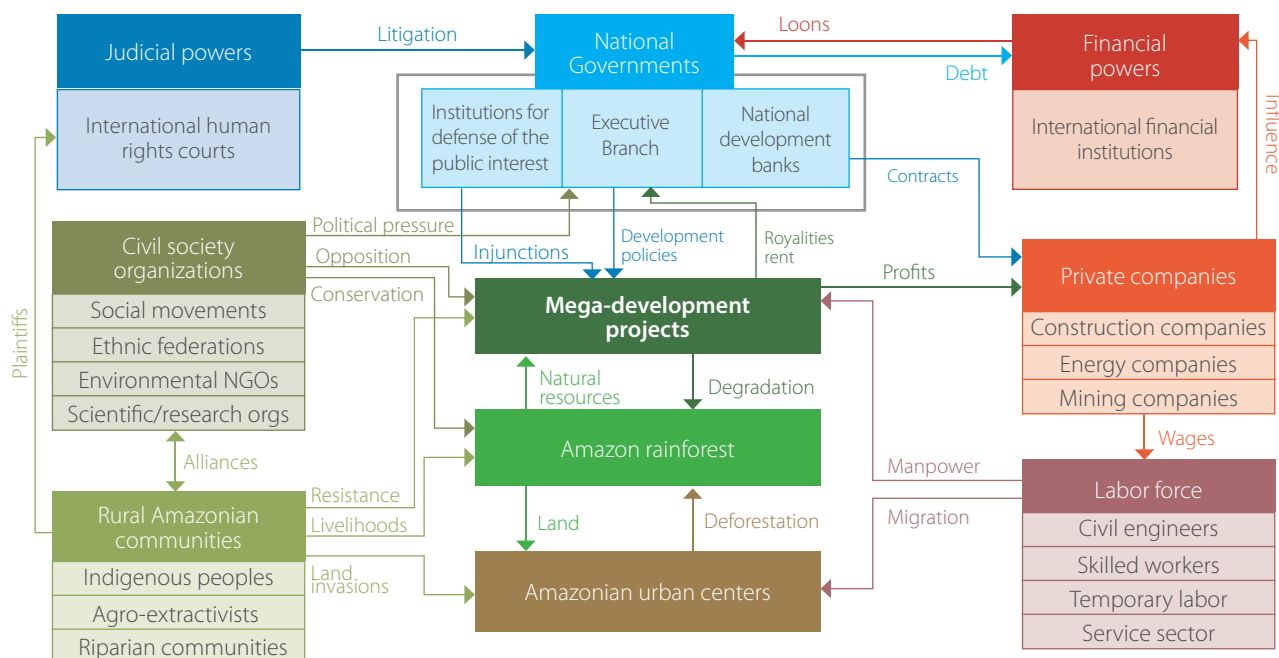 Judicial powers
International human
rights courts
Litigation
National
Governments
Institutes for
defense of the
public interest
Executive
Branch
National
development
banks
Loons
Debt
Financial
powers
International financial
institutions
Influence
Contracts
Plaintiffs
Civil society
organizations
Social movements
Ethnic federations
Environmental NGOs
Scientific/research orgs
Political pressure
Opposition
Conservation
Injunctions
Development
policies
Royalities
rent
Profits
Mega-development
projects
Private companies
Construction companies
Energy companies
Mining companies
Natural
resources
Degradation
Amazon rainforest
Wages
Alliances
Manpower
Labor force
Civil engineers
Skilled workers
Temporary labor
Service sector
Rural Amazonian
communities
Indigenous peoples
Agro-extractivists
Riparian communities
Resistance
Livelihoods
Land
invasions
Land
Deforestation
Migration
Amazonian urban centers